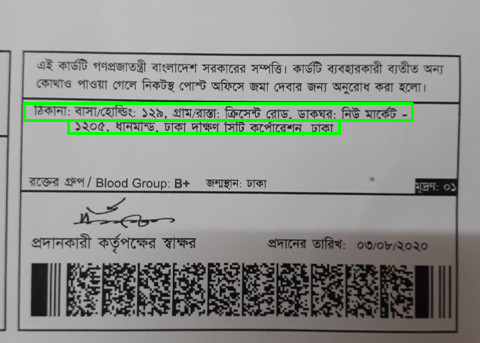 এই কার্ডটি গণপ্রজাতন্ত্রী বাংলাদেশ সরকারের সম্পত্তি। কার্ডটি ব্যবহারকারী ব্যতীত অন্য
কোথাও পাওয়া গেলে নিকটস্থ পোস্ট অফিসে জমা দেবার জন্য অনুরোধ করা হলো।
ঠিকানা: বাসা/হোল্ডিং: ১২৯, গ্রাম/রাস্তা: ক্রিসেন্ট রোড, ডাকঘর: নিউ মার্কেট -
১২০৫, ধানমন্ডি, ঢাকা দক্ষিণ সিটি কর্পোরেশন, ঢাকা
রক্তের গ্রুপ / Blood Group: B+ জন্মস্থান: ঢাকা মুদ্রণ: ০১
প্রদানকারী কর্তৃপক্ষের স্বাক্ষর প্রদানের তারিখ: ০৩/০৮/২০২০